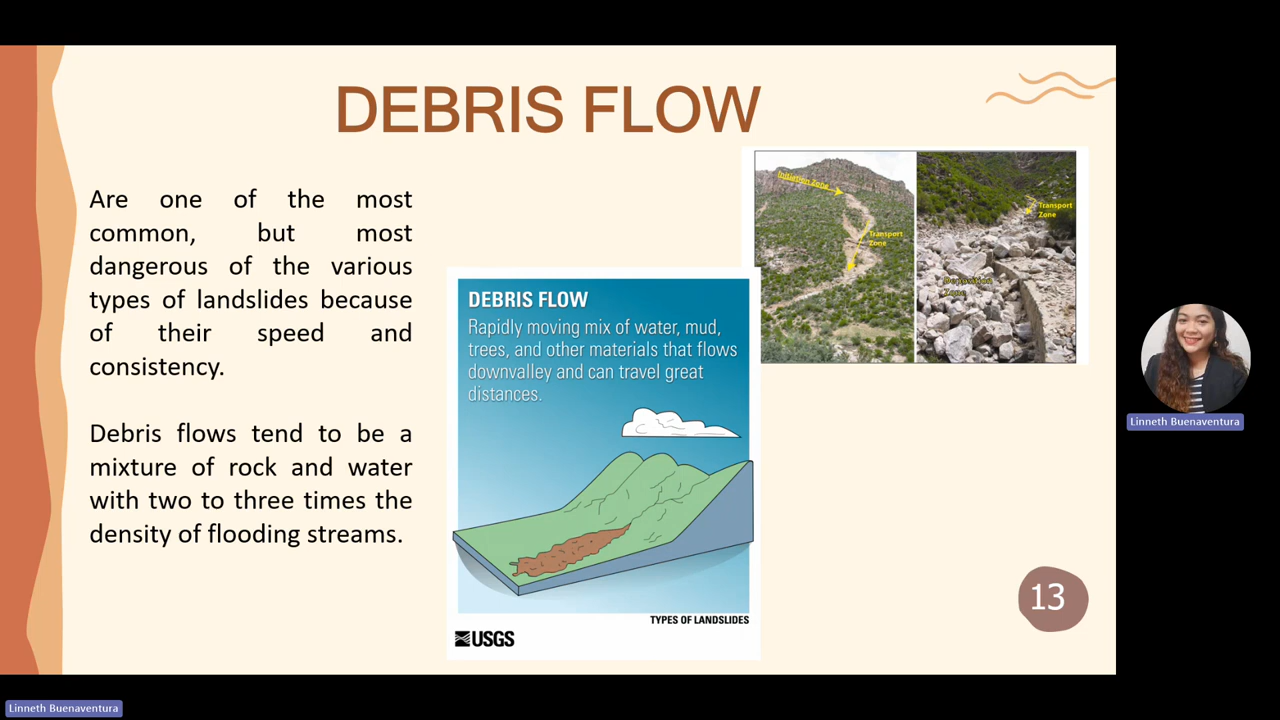 DEBRIS FLOW
Are one of the most
common, but most
dangerous of the various
types of landslides because
of their speed and
consistency.
Debris flows tend to be a
mixture of rock and water
with two to three times the
density of flooding streams.
DEBRIS FLOW
Rapidly moving mix of water, mud,
trees, and other materials that flows
downvalley and can travel great
distances.
TYPES OF LANDSLIDES
USGS
Initiation Zone
Transport
Zone
Transport
Zone
Deposition
Zone
13
Linneth Buenaventura
Linneth Buenaventura